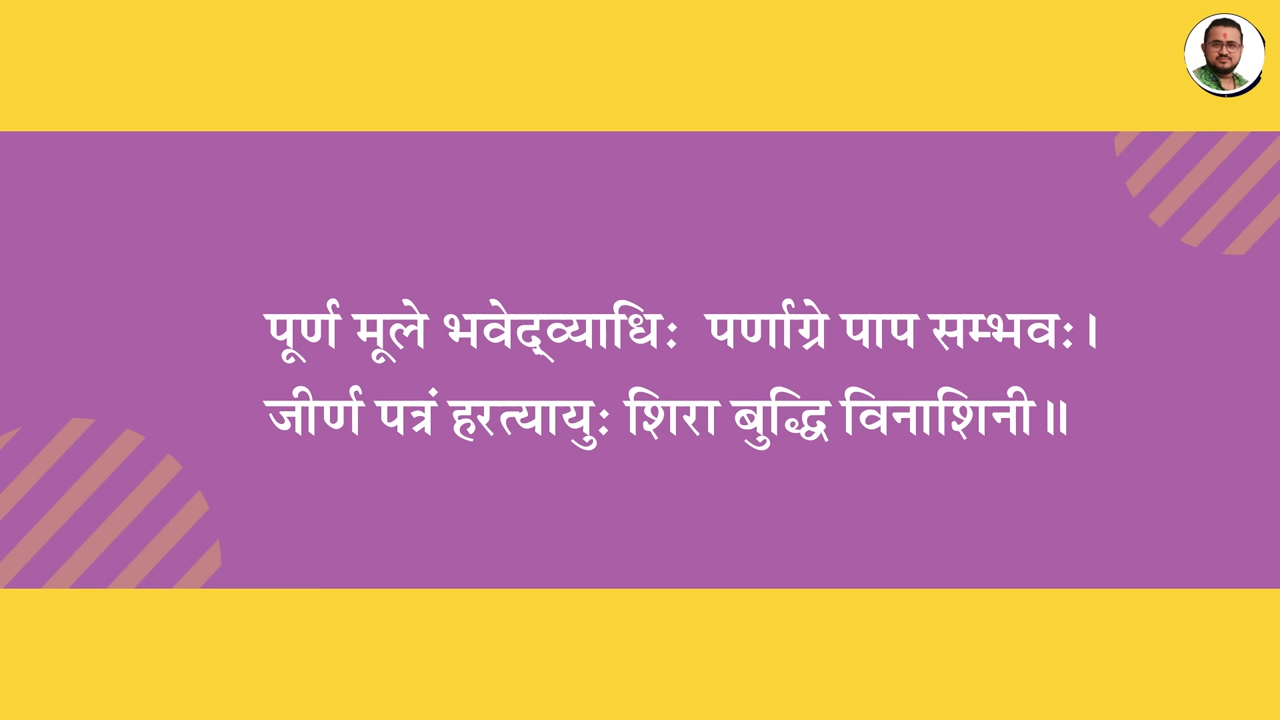 पूर्ण मूले भवेद्‌व्याधिः पर्णाग्रे पाप सम्भवः।
जीर्ण पत्रं हरत्यायुः शिरा बुद्धि विनाशिनी॥